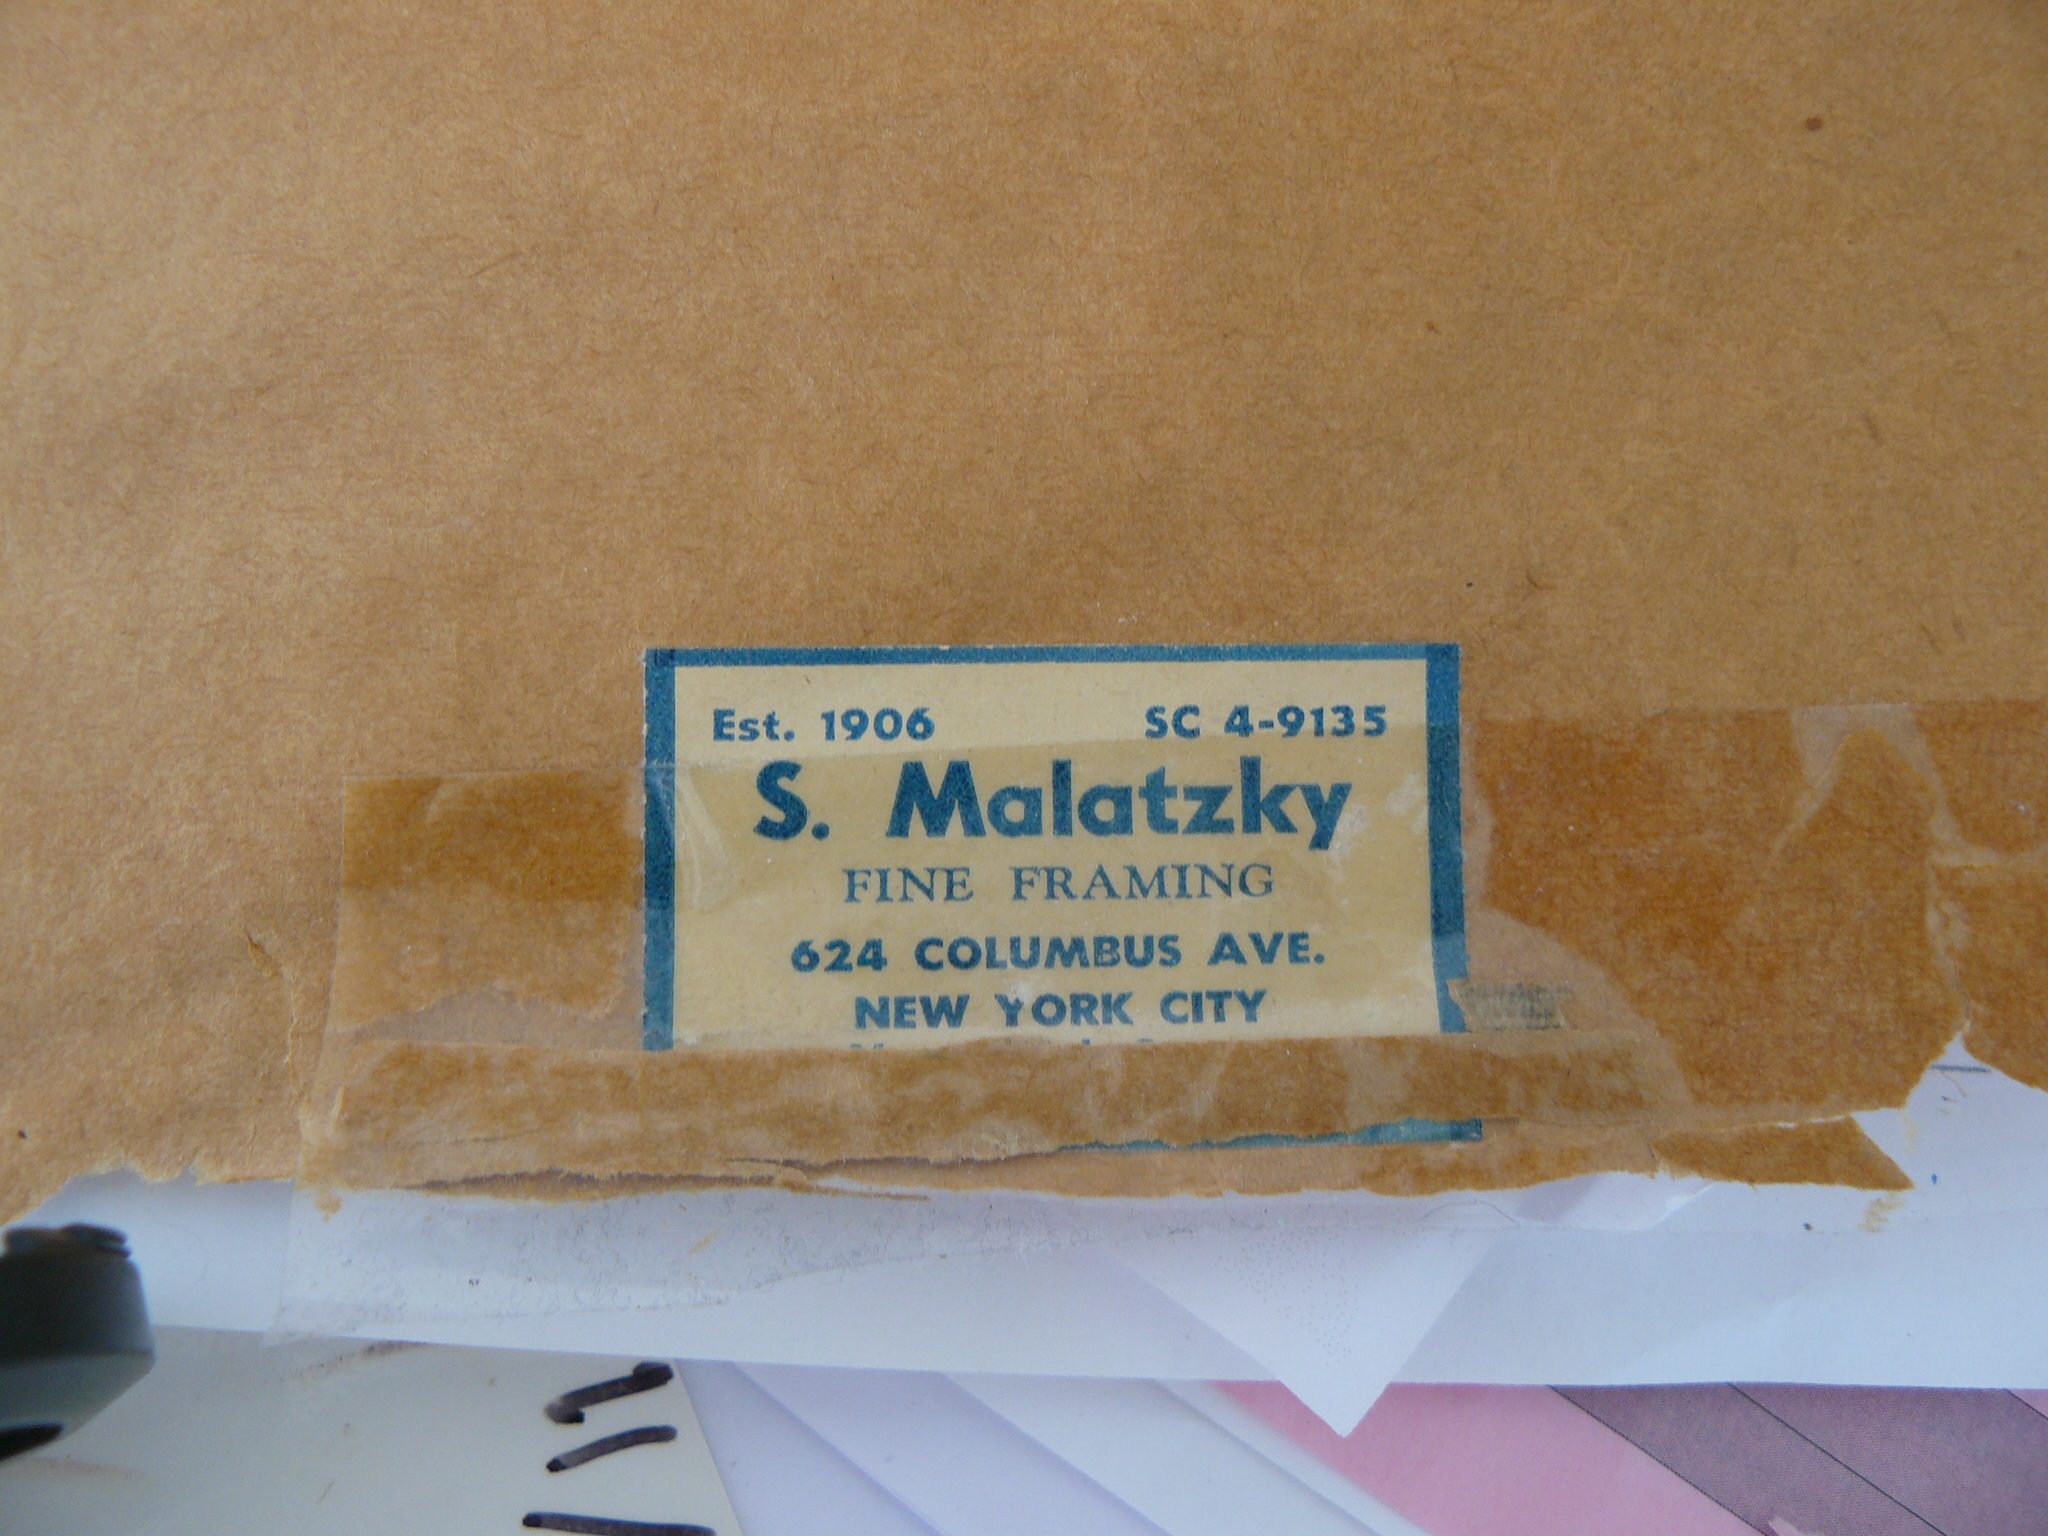 Est. 1906 SC 4-9135
S. Malatzky
FINE FRAMING
624 COLUMBUS AVE.
NEW YORK CITY